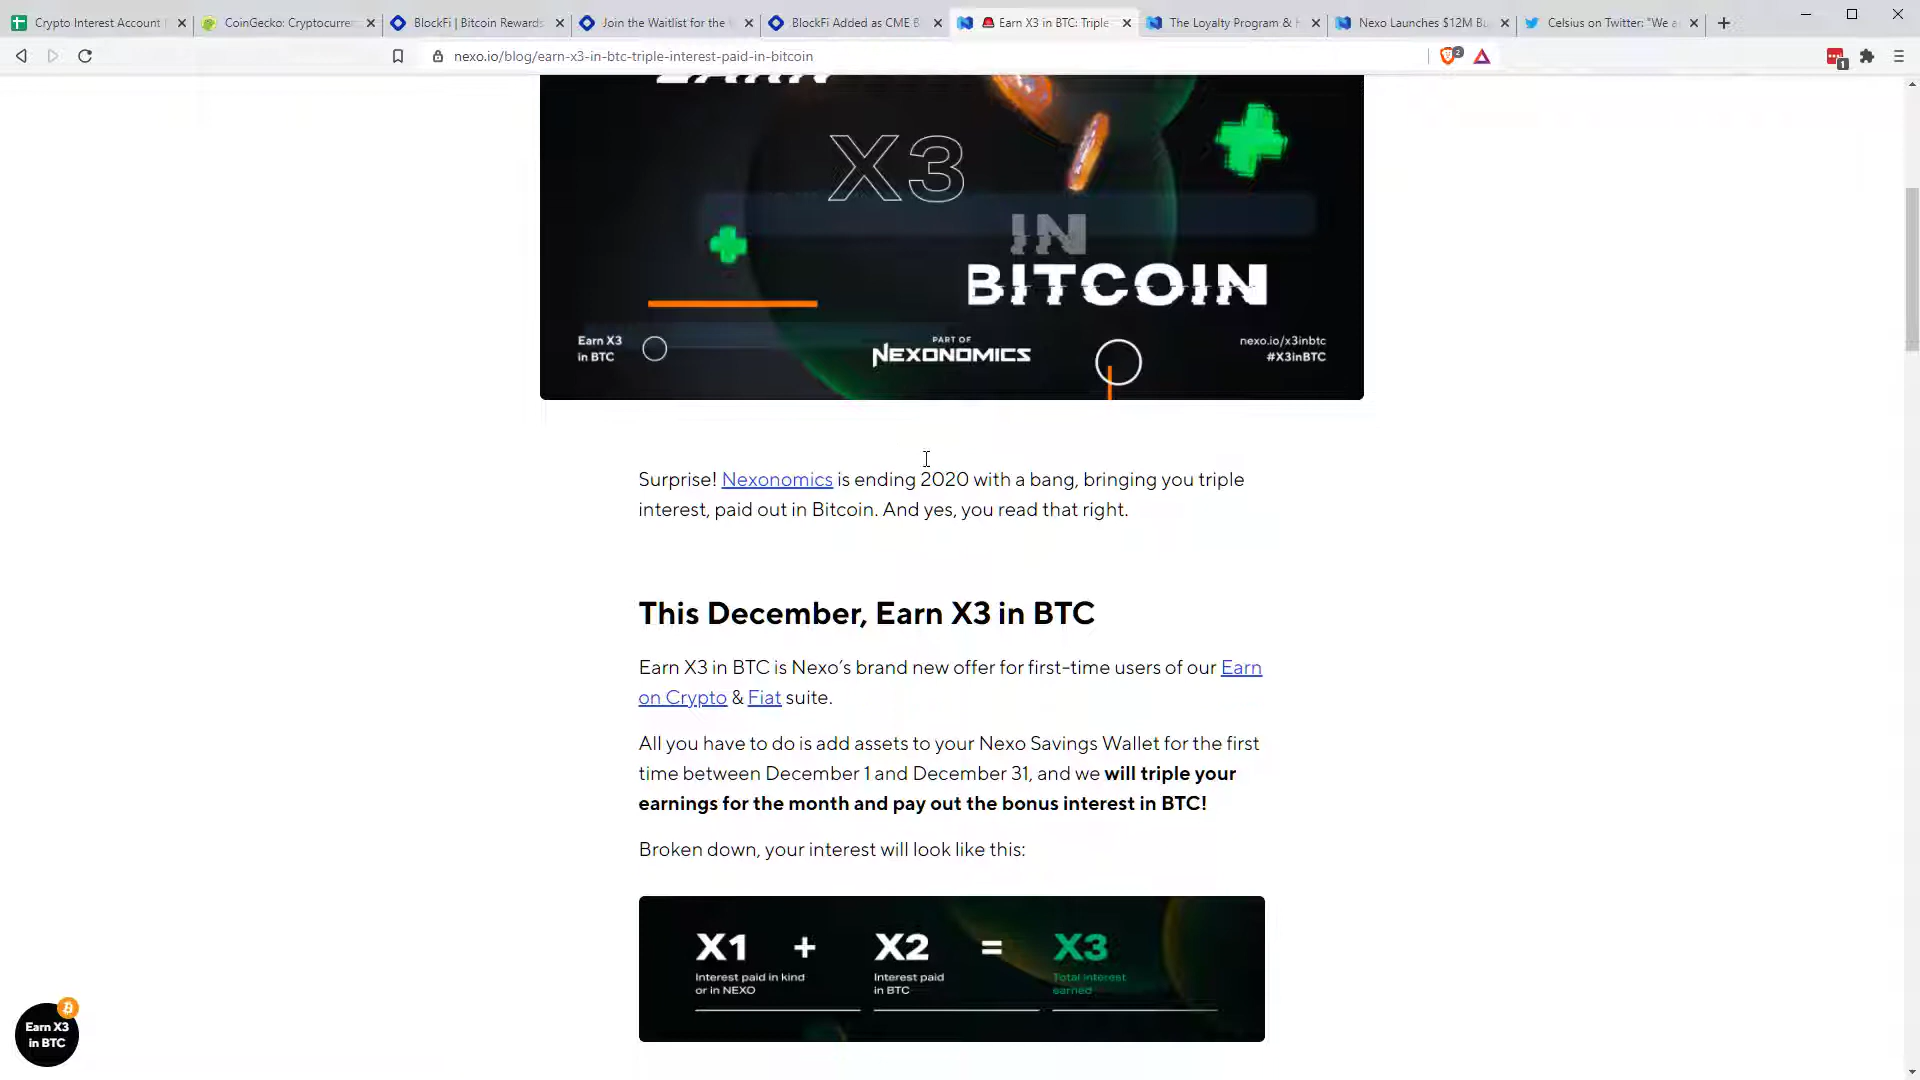 Crypto Interest Account
CoinGecko: Cryptocurre
BlockFi | Bitcoin Rewards
Join the Waitlist for the
BlockFi Added as CME B
Earn X3 in BTC: Triple
The Loyalty Program &
Nexo Launches $12M Bu
Celsius on Twitter: "We a
nexo.io/blog/earn-x3-in-btc-triple-interest-paid-in-bitcoin
2
1
EARN
X3
IN
BITCOIN
Earn X3
in BTC
PART OF
NEXONOMICS
nexo.io/x3inbtc
#X3inBTC
Surprise! Nexonomics is ending 2020 with a bang, bringing you triple
interest, paid out in Bitcoin. And yes, you read that right.
This December, Earn X3 in BTC
Earn X3 in BTC is Nexo’s brand new offer for first-time users of our Earn
on Crypto & Fiat suite.
All you have to do is add assets to your Nexo Savings Wallet for the first
time between December 1 and December 31, and we will triple your
earnings for the month and pay out the bonus interest in BTC!
Broken down, your interest will look like this:
X1 + X2 = X3
Interest paid in kind
or in NEXO
Interest paid
in BTC
Total interest
earned
Earn X3
in BTC